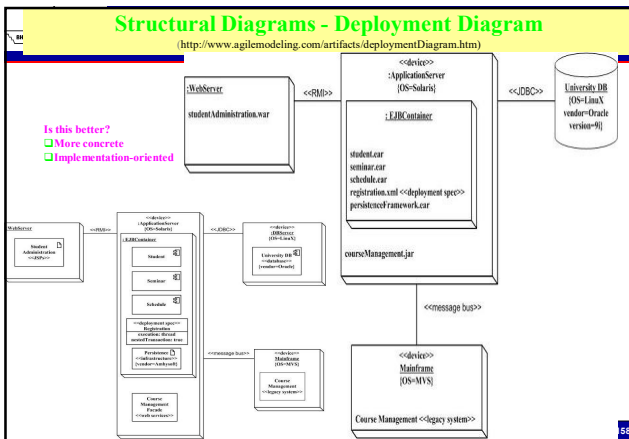 Structural Diagrams - Deployment Diagram
(http://www.agilemodeling.com/artifacts/deploymentDiagram.htm)
:WebServer
studentAdministration.war
<<RMI>>
<<device>>
:ApplicationServer
{OS=Solaris}
: EJBContainer
student.ear
seminar.ear
schedule.ear
registration.xml <<deployment spec>>
persistenceFramework.ear
courseManagement.jar
<<JDBC>>
University DB
{OS=LinuX
vendor=Oracle
version=9i}
<<message bus>>
<<device>>
Mainframe
{OS=MVS}
Course Management <<legacy system>>
Is this better?
More concrete
Implementation-oriented
:WebServer
Student
Administration
<<JSPs>>
<<RMI>>
<<device>>
:ApplicationServer
{OS=Solaris}
:EJBContainer
Student
Seminar
Schedule
<<deployment spec>>
Registration
execution: thread
nestedTransaction: true
Persistence
<<infrastructure>>
{vendor=Ambysoft}
Course
Management
Facade
<<web services>>
<<JDBC>>
<<device>>
:DBServer
{OS=LinuX}
University DB
<<database>>
{vendor=Oracle}
<<message bus>>
<<device>>
Mainframe
{OS=MVS}
Course
Management
<<legacy system>>
158